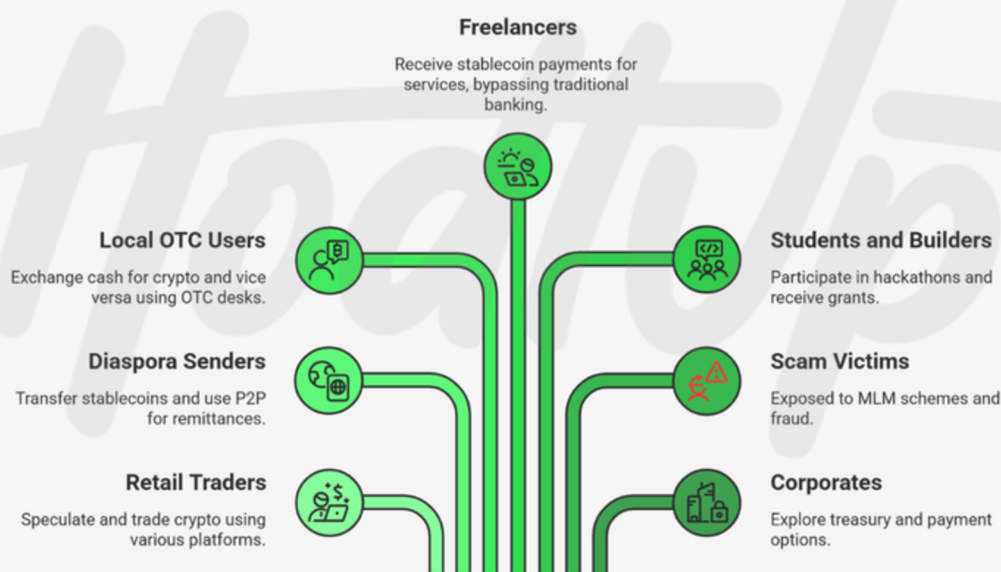 Freelancers
Receive stablecoin payments for
services, bypassing traditional
banking.
Local OTC Users
Exchange cash for crypto and vice
versa using OTC desks.
Students and Builders
Participate in hackathons and
receive grants.
Diaspora Senders
Transfer stablecoins and use P2P
for remittances.
Scam Victims
Exposed to MLM schemes and
fraud.
Retail Traders
Speculate and trade crypto using
various platforms.
Corporates
Explore treasury and payment
options.